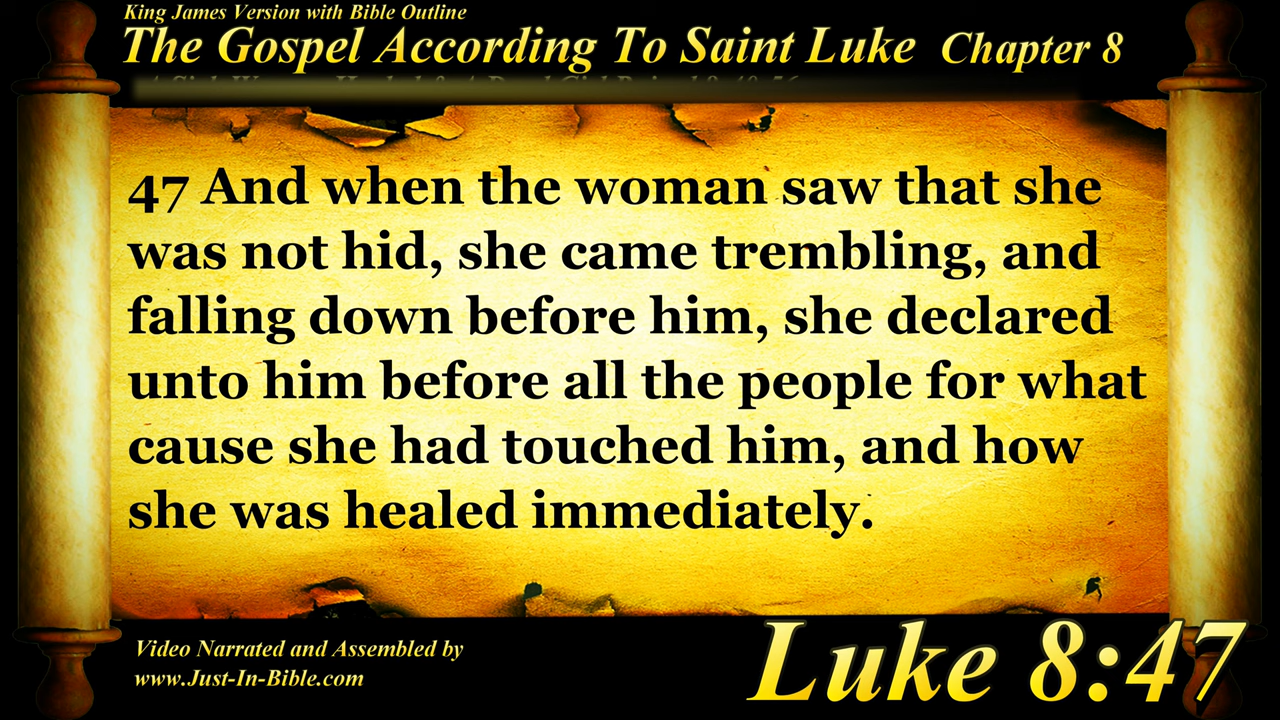 King James Version with Bible Outline
The Gospel According To Saint Luke Chapter 8
47 And when the woman saw that she
was not hid, she came trembling, and
falling down before him, she declared
unto him before all the people for what
cause she had touched him, and how
she was healed immediately.
Video Narrated and Assembled by
www.Just-In-Bible.com
Luke 8:47